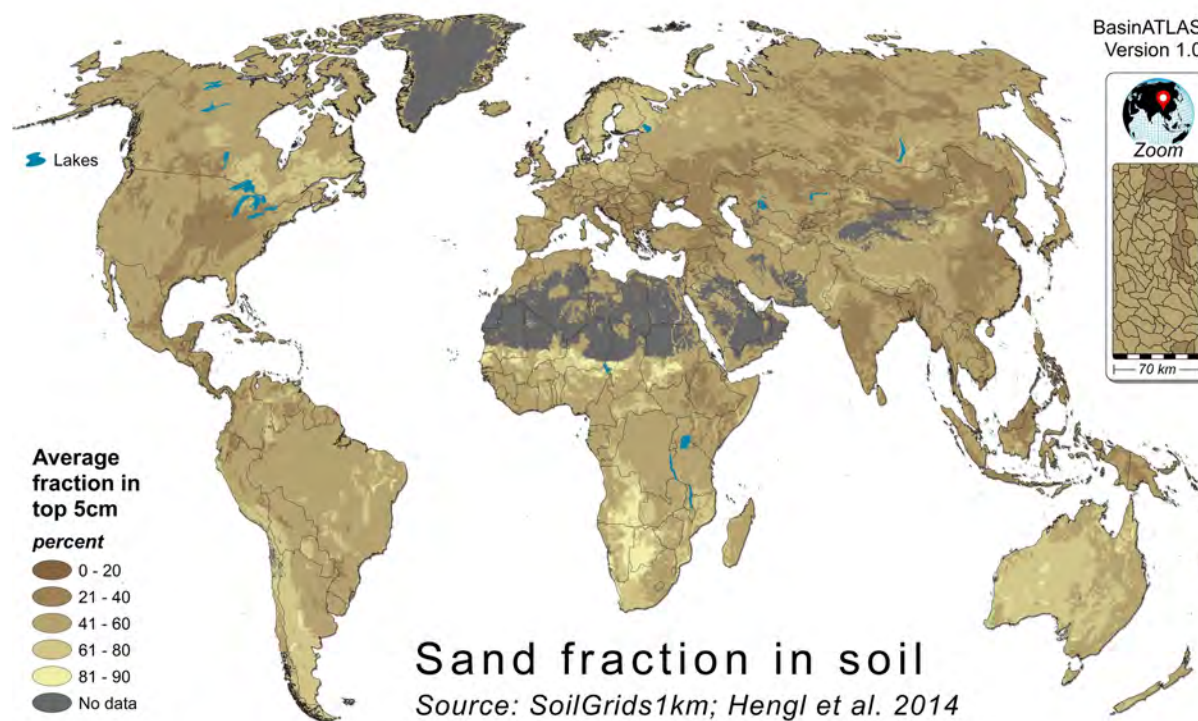 BasinATLAS
Version 1.0
Zoom
70 km
Lakes
Average
fraction in
top 5cm
percent
0 - 20
21 - 40
41 - 60
61 - 80
81 - 90
No data
Sand fraction in soil
Source: SoilGrids1km; Hengl et al. 2014